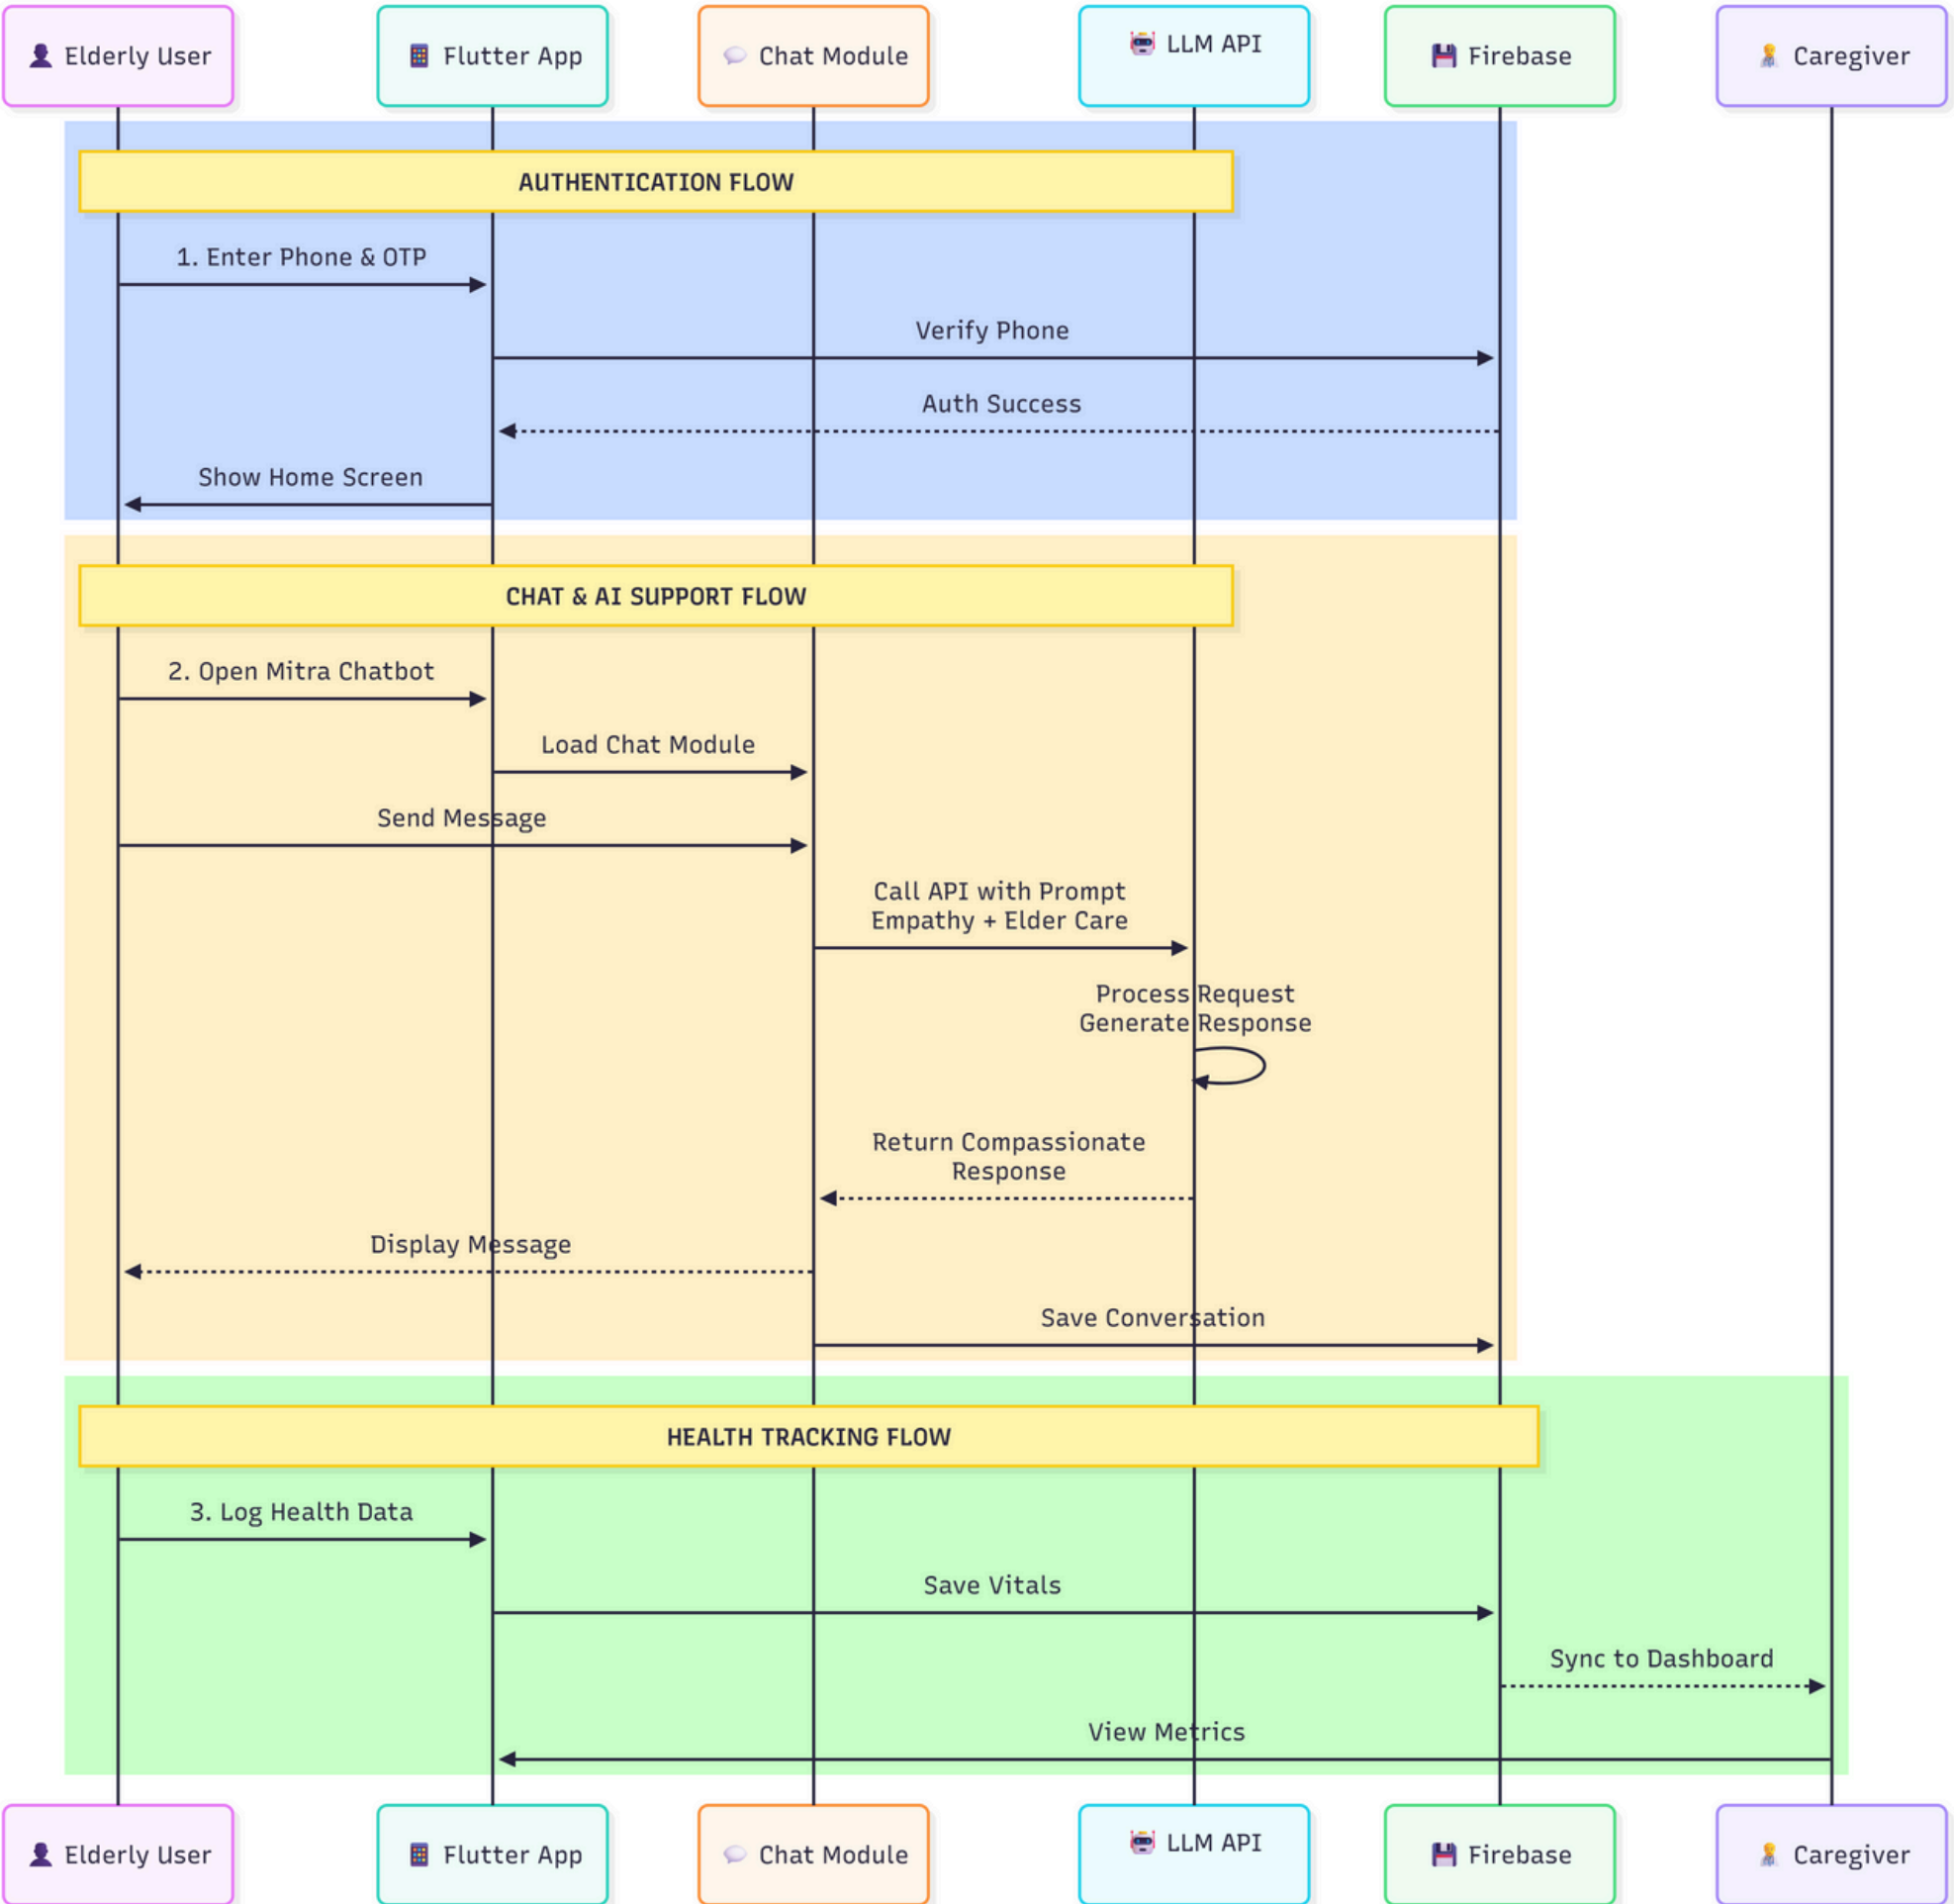 Elderly User
Flutter App
Chat Module
LLM API
Firebase
Caregiver
AUTHENTICATION FLOW
1. Enter Phone & OTP
Verify Phone
Auth Success
Show Home Screen
CHAT & AI SUPPORT FLOW
2. Open Mitra Chatbot
Load Chat Module
Send Message
Call API with Prompt
Empathy + Elder Care
Process Request
Generate Response
Return Compassionate
Response
Display Message
Save Conversation
HEALTH TRACKING FLOW
3. Log Health Data
Save Vitals
Sync to Dashboard
View Metrics
Elderly User
Flutter App
Chat Module
LLM API
Firebase
Caregiver